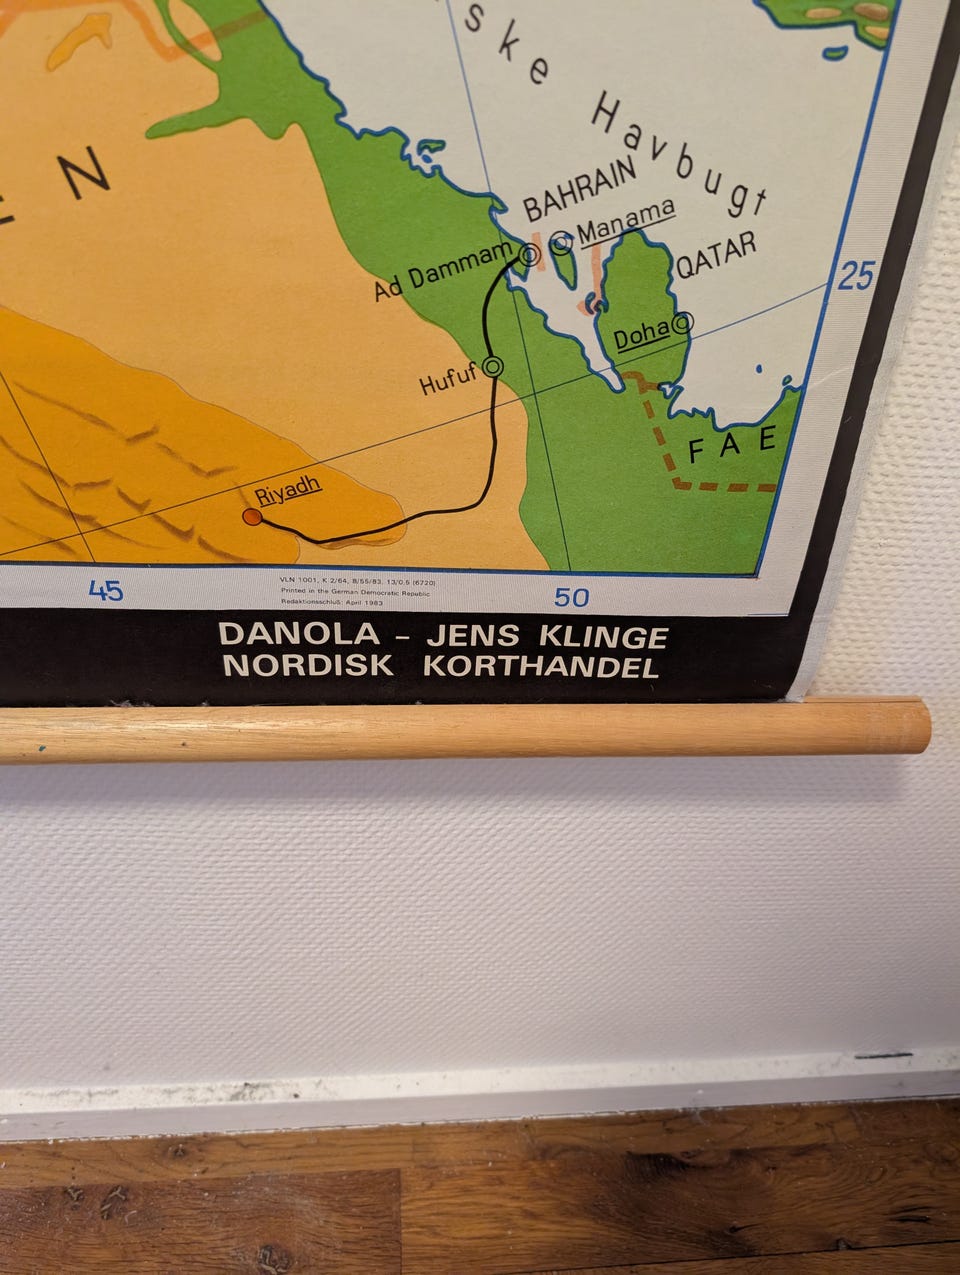 ske
Havbugt
EN
BAHRAIN
Manama
QATAR
Ad Dammam
25
Doha
Hufuf
FAE
Riyadh
45
VLN 1001, K 2/64, 8/55/83. 13/0.5 (6720)
Printed in the German Democratic Republic
Redaktionsschluß: April 1983
50
DANOLA – JENS KLINGE
NORDISK KORTHANDEL